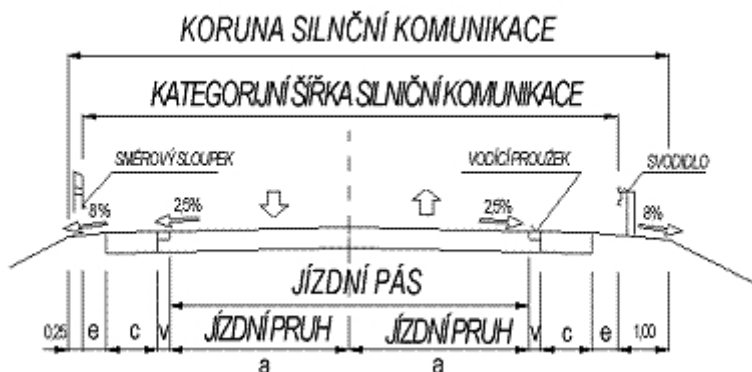 KORUNA SILNČNÍ KOMUNIKACE
KATEGORIJNÍ ŠÍŘKA SILNIČNÍ KOMUNIKACE
SMĚROVÝ SLOUPEK
VODÍCÍ PROUŽEK
SVODIDLO
8% 2,5% 2,5% 8%
JÍZDNÍ PÁS
0,25 e c v JÍZDNÍ PRUH JÍZDNÍ PRUH v c e 1,00
a a